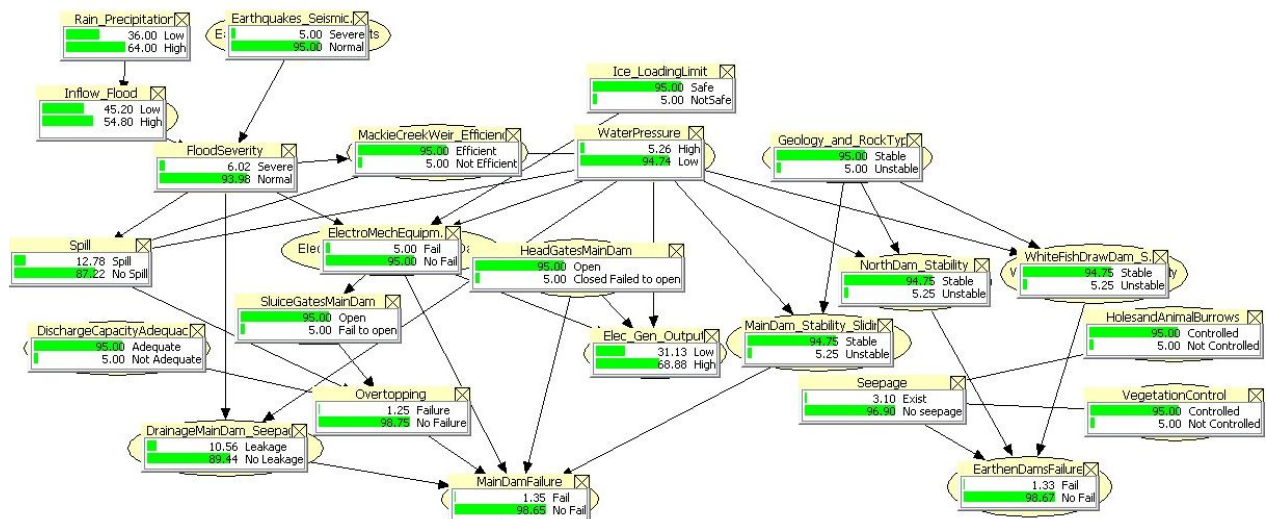 Rain_Precipitation
36.00 Low
64.00 High
Earthquakes_Seismic.
5.00 Severe
95.00 Normal
Inflow_Flood
45.20 Low
54.80 High
Ice_LoadingLimit
95.00 Safe
5.00 NotSafe
FloodSeverity
6.02 Severe
93.98 Normal
MackieCreekWeir_Efficienc
95.00 Efficient
5.00 Not Efficient
WaterPressure
5.26 High
94.74 Low
Geology_and_RockTyp
95.00 Stable
5.00 Unstable
Spill
12.78 Spill
87.22 No Spill
ElectroMechEquipm.
5.00 Fail
95.00 No Fail
HeadGatesMainDam
95.00 Open
5.00 Closed Failed to open
NorthDam_Stability
94.75 Stable
5.25 Unstable
WhiteFishDrawDam_S..
94.75 Stable
5.25 Unstable
SluiceGatesMainDam
95.00 Open
5.00 Fail to open
DischargeCapacityAdequac
95.00 Adequate
5.00 Not Adequate
Elec_Gen_Output
31.13 Low
68.88 High
MainDam_Stability_Slidin
94.75 Stable
5.25 Unstable
HolesandAnimalBurrows
95.00 Controlled
5.00 Not Controlled
Overtopping
1.25 Failure
98.75 No Failure
Seepage
3.10 Exist
96.90 No seepage
VegetationControl
95.00 Controlled
5.00 Not Controlled
DrainageMainDam_Seepag
10.56 Leakage
89.44 No Leakage
MainDamFailure
1.35 Fail
98.65 No Fail
EarthenDamsFailure
1.33 Fail
98.67 No Fail